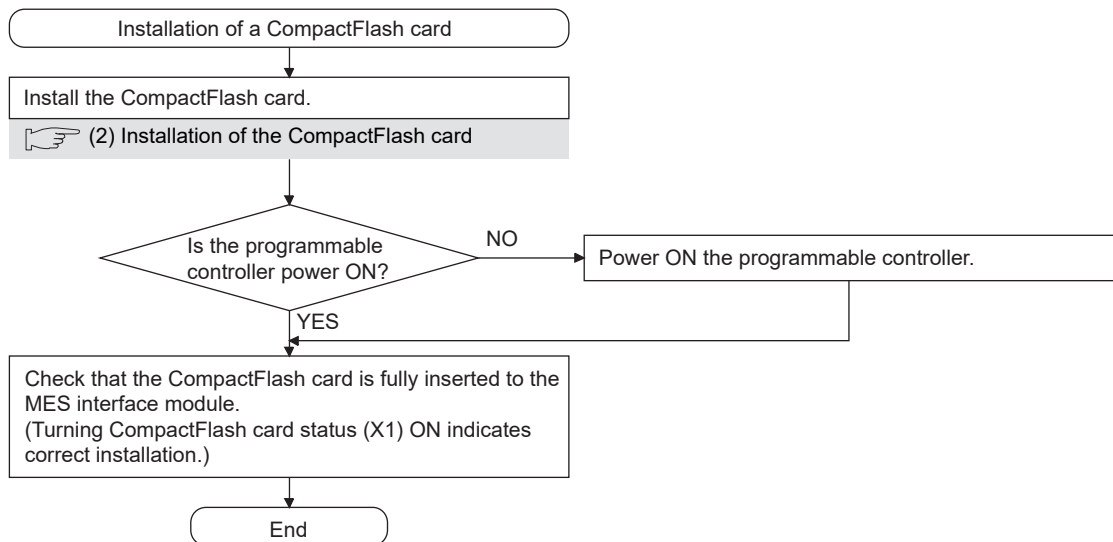 Installation of a CompactFlash card
Install the CompactFlash card.
(2) Installation of the CompactFlash card
Is the programmable
controller power ON?
NO
Power ON the programmable controller.
YES
Check that the CompactFlash card is fully inserted to the
MES interface module.
(Turning CompactFlash card status (X1) ON indicates
correct installation.)
End